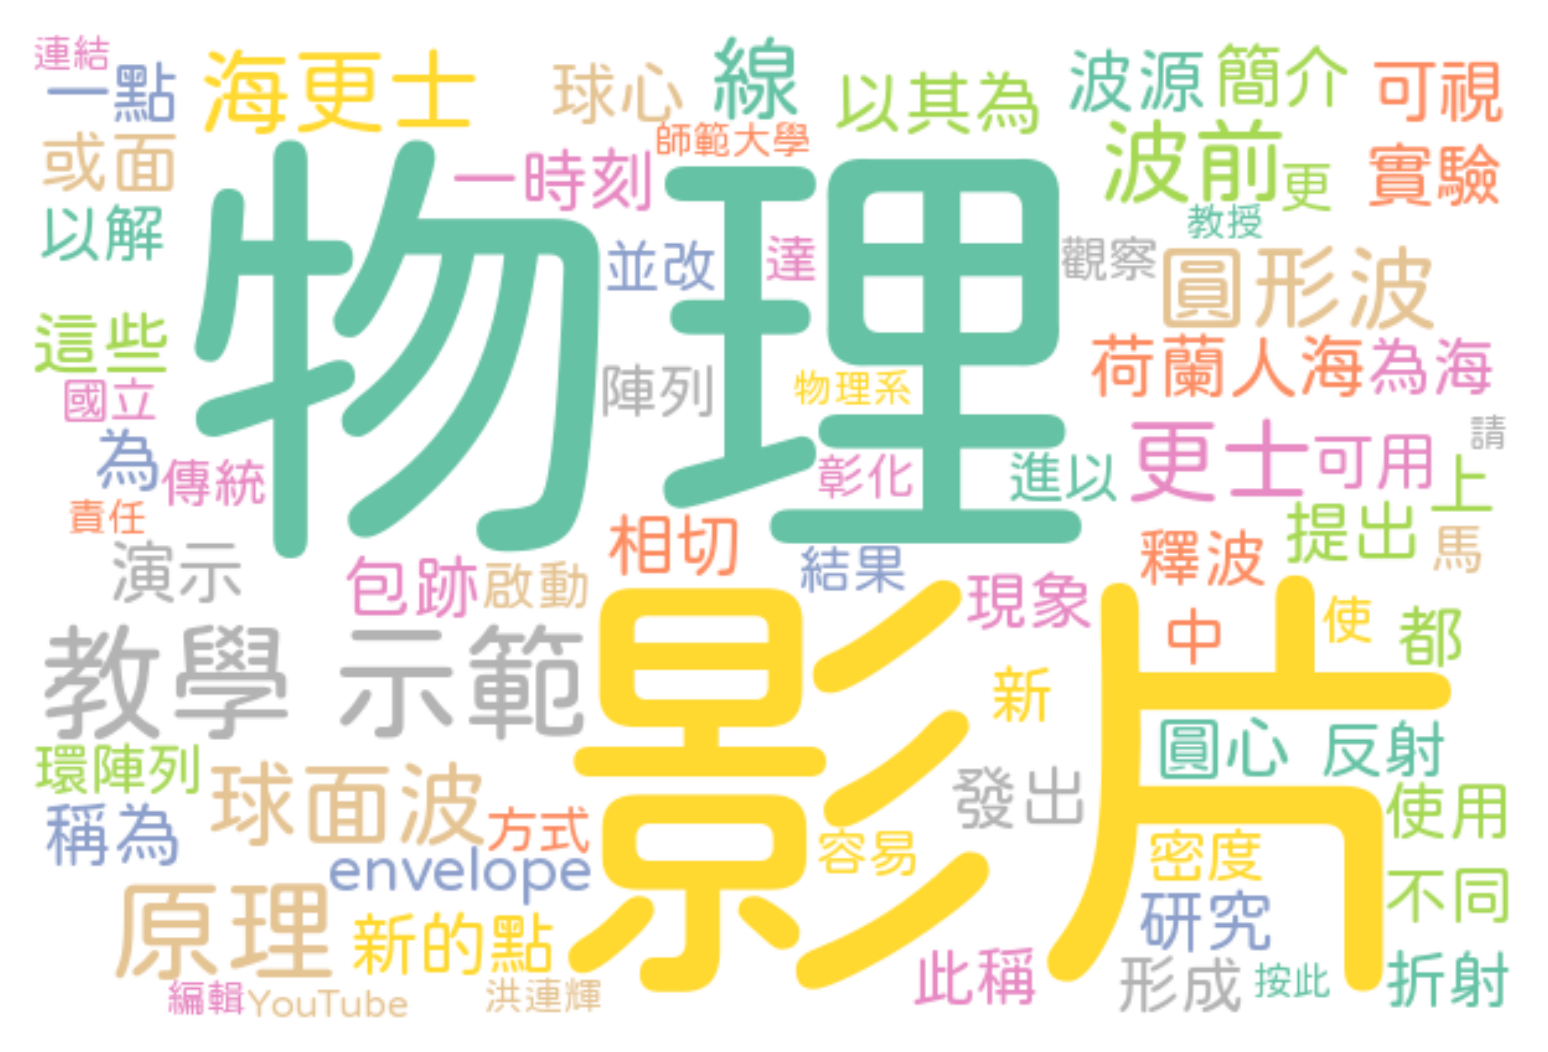 連結
一點
海更士
球心
線
以其為
波源
簡介
可視
或面
師範大學
一時刻
波前
更
實驗
以解
物理
並改
達
觀察
教授
圓形波
這些
陣列
物理系
荷蘭人海
為海
國立
為
傳統
彰化
進以
更士
可用
請
上
責任
相切
提出
演示
包跡
啟動
結果
現象
釋波
馬
教學
示範
影片
中
使
都
新
環陣列
球面波
方式
發出
圓心
反射
稱為
envelope
容易
密度
使用
原理
新的點
研究
不同
編輯
YouTube
洪連輝
此稱
形成
按此
折射